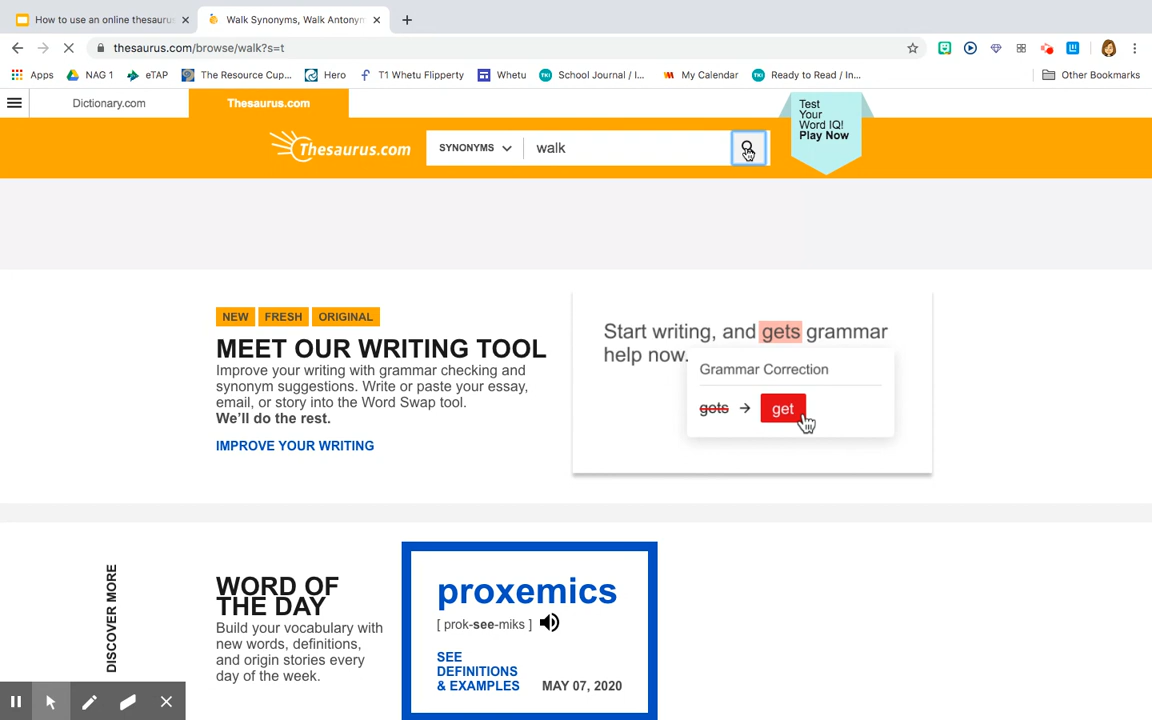 How to use an online thesaurus
Walk Synonyms, Walk Antonyn
thesaurus.com/browse/walk?s=t
Apps
NAG 1
eTAP
The Resource Cup...
Hero
T1 Whetu Flipperty
Whetu
School Journal / I...
My Calendar
Ready to Read / In...
Other Bookmarks
Dictionary.com
Thesaurus.com
Thesaurus.com
SYNONYMS
walk
Test
Your
Word IQ!
Play Now
NEW FRESH ORIGINAL
MEET OUR WRITING TOOL
Improve your writing with grammar checking and
synonym suggestions. Write or paste your essay,
email, or story into the Word Swap tool.
We'll do the rest.
IMPROVE YOUR WRITING
Start writing, and gets grammar
help now.
Grammar Correction
gets → get
DISCOVER MORE
WORD OF
THE DAY
Build your vocabulary with
new words, definitions,
and origin stories every
day of the week.
proxemics
[ prok-see-miks ]
SEE
DEFINITIONS
& EXAMPLES
MAY 07, 2020